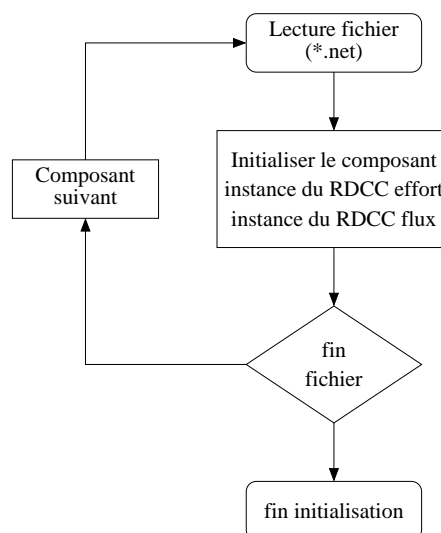 Lecture fichier
(*.net)
Initialiser le composant
instance du RDCC effort
instance du RDCC flux
Composant
suivant
fin
fichier
fin initialisation